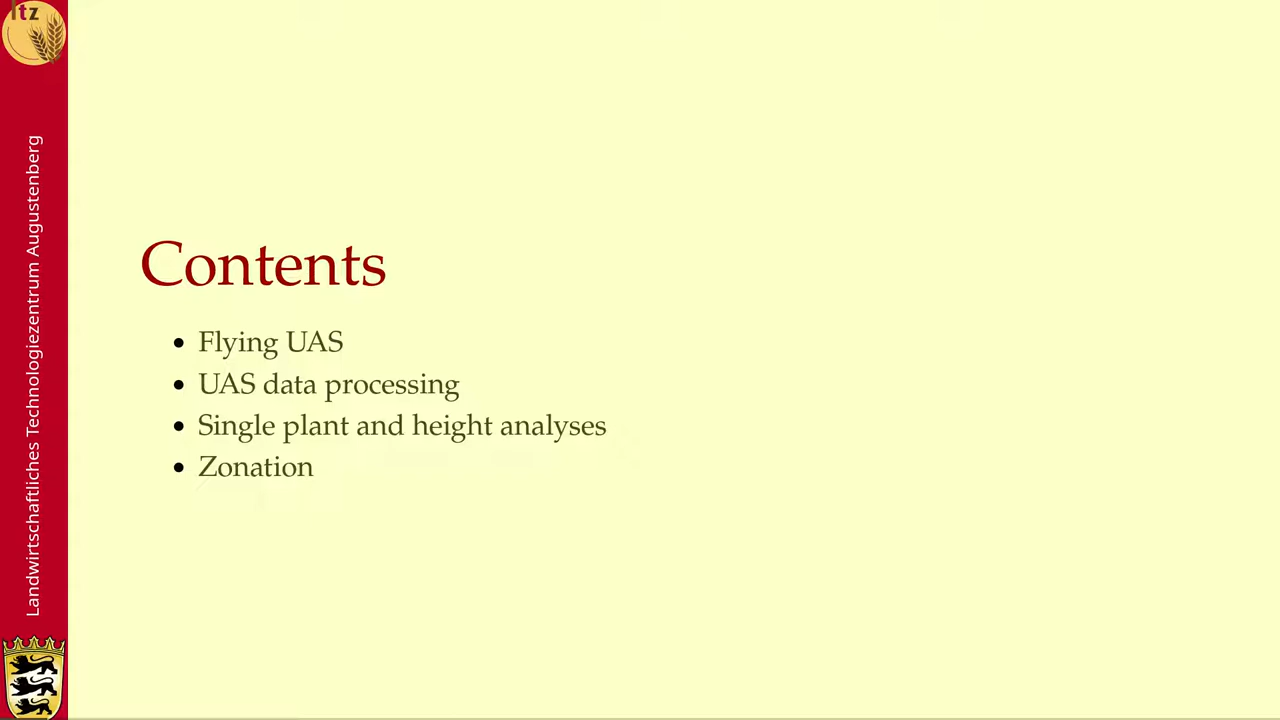 ltz
Landwirtschaftliches Technologiezentrum Augustenberg
Contents
• Flying UAS
• UAS data processing
• Single plant and height analyses
• Zonation